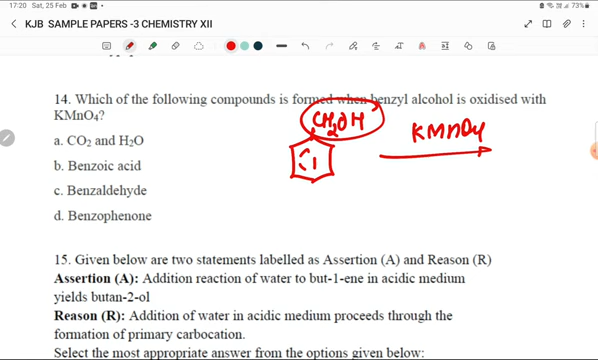 17:20 Sat, 25 Feb
73%
KJB SAMPLE PAPERS -3 CHEMISTRY XII
14. Which of the following compounds is formed when benzyl alcohol is oxidised with
KMnO4?
CH2OH
KMnO4
a. CO2 and H2O
b. Benzoic acid
c. Benzaldehyde
d. Benzophenone
15. Given below are two statements labelled as Assertion (A) and Reason (R)
Assertion (A): Addition reaction of water to but-1-ene in acidic medium
yields butan-2-ol
Reason (R): Addition of water in acidic medium proceeds through the
formation of primary carbocation.
Select the most appropriate answer from the options given below: